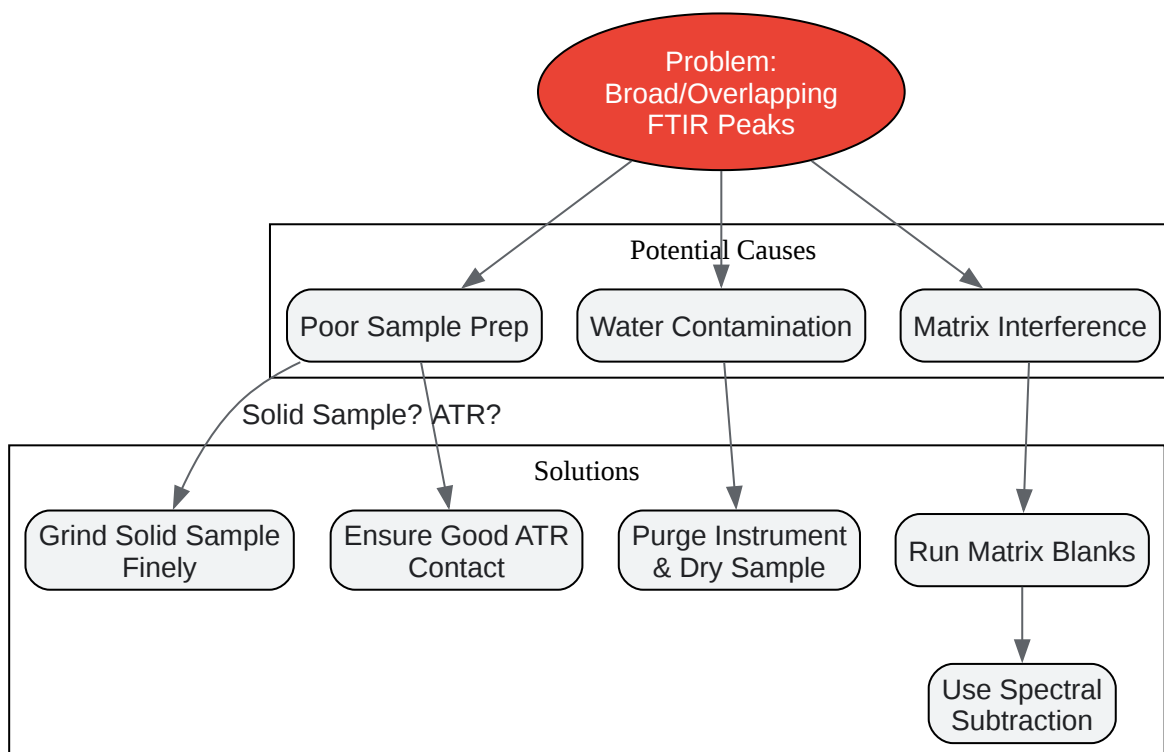 Problem:
Broad/Overlapping
FTIR Peaks
Potential Causes
Poor Sample Prep
Water Contamination
Matrix Interference
Solid Sample?
ATR?
Solutions
Grind Solid Sample
Finely
Ensure Good ATR
Contact
Purge Instrument
& Dry Sample
Run Matrix Blanks
Use Spectral
Subtraction